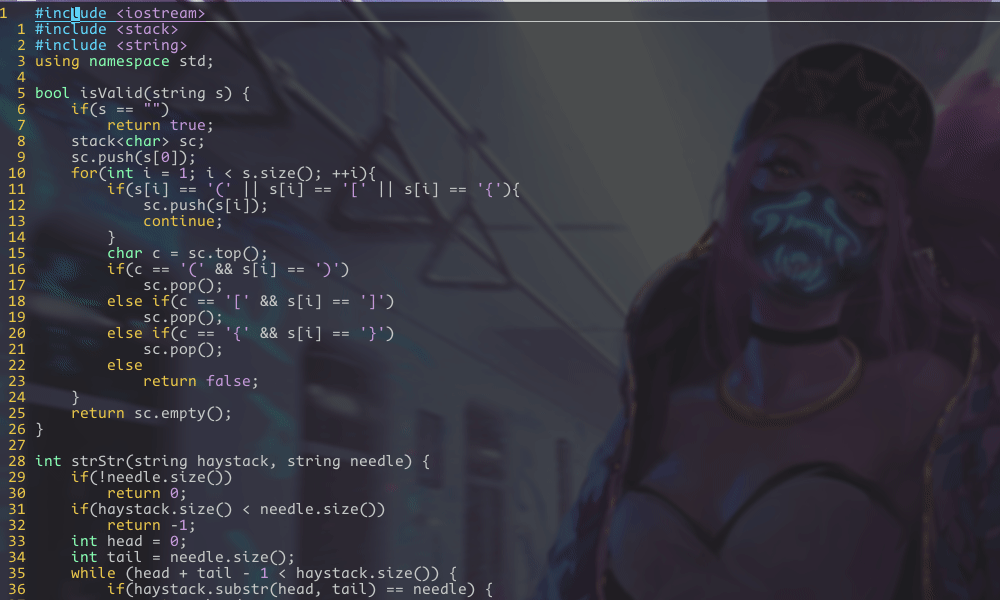 1   #include <iostream>
  1 #include <stack>
  2 #include <string>
  3 using namespace std;
  4
  5 bool isValid(string s) {
  6     if(s == "")
  7         return true;
  8     stack<char> sc;
  9     sc.push(s[0]);
 10     for(int i = 1; i < s.size(); ++i){
 11         if(s[i] == '(' || s[i] == '[' || s[i] == '{'){
 12             sc.push(s[i]);
 13             continue;
 14         }
 15         char c = sc.top();
 16         if(c == '(' && s[i] == ')')
 17             sc.pop();
 18         else if(c == '[' && s[i] == ']')
 19             sc.pop();
 20         else if(c == '{' && s[i] == '}')
 21             sc.pop();
 22         else
 23             return false;
 24     }
 25     return sc.empty();
 26 }
 27
 28 int strStr(string haystack, string needle) {
 29     if(!needle.size())
 30         return 0;
 31     if(haystack.size() < needle.size())
 32         return -1;
 33     int head = 0;
 34     int tail = needle.size();
 35     while (head + tail - 1 < haystack.size()) {
 36         if(haystack.substr(head, tail) == needle) {